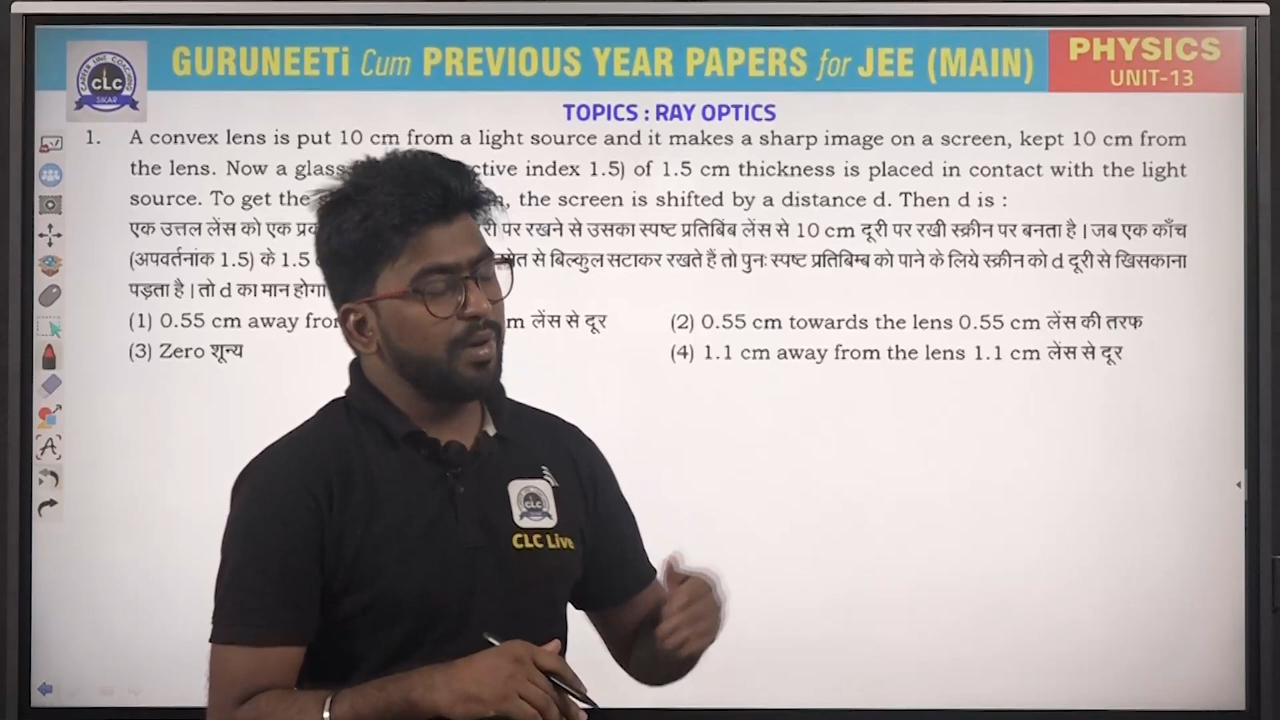 GURUNEETi Cum PREVIOUS YEAR PAPERS for JEE (MAIN)
PHYSICS
UNIT-13
CAREER LINE COACHING
CLC
SIKAR
TOPICS : RAY OPTICS
1. A convex lens is put 10 cm from a light source and it makes a sharp image on a screen, kept 10 cm from
the lens. Now a glass ctive index 1.5) of 1.5 cm thickness is placed in contact with the light
source. To get the , the screen is shifted by a distance d. Then d is :
एक उत्तल लेंस को एक री पर रखने से उसका स्पष्ट प्रतिबिंब लेंस से 10 cm दूरी पर रखी स्क्रीन पर बनता है। जब एक काँच
(अपवर्तनांक 1.5) के 1.5 से बिल्कुल सटाकर रखते हैं तो पुनः स्पष्ट प्रतिबिम्ब को पाने के लिये स्क्रीन को d दूरी से खिसकाना
पड़ता है। तो d का मान होगा
(1) 0.55 cm away m लेंस से दूर
(2) 0.55 cm towards the lens 0.55 cm लेंस की तरफ
(3) Zero शून्य
(4) 1.1 cm away from the lens 1.1 cm लेंस से दूर
CLC
CLC Live